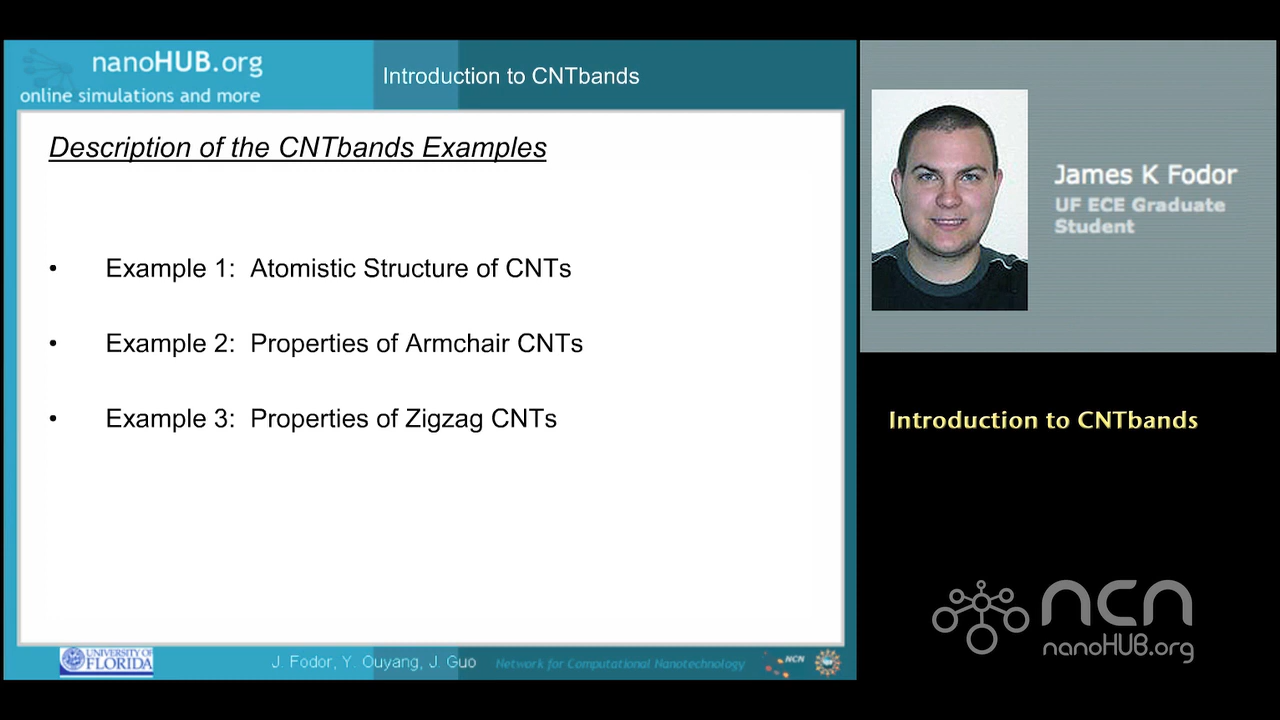 nanoHUB.org
online simulations and more
Introduction to CNTbands
Description of the CNTbands Examples
• Example 1: Atomistic Structure of CNTs
• Example 2: Properties of Armchair CNTs
• Example 3: Properties of Zigzag CNTs
UNIVERSITY OF
FLORIDA
J. Fodor, Y. Ouyang, J. Guo
Network for Computational Nanotechnology
NCN
James K Fodor
UF ECE Graduate
Student
Introduction to CNTbands
ncn
nanoHUB.org